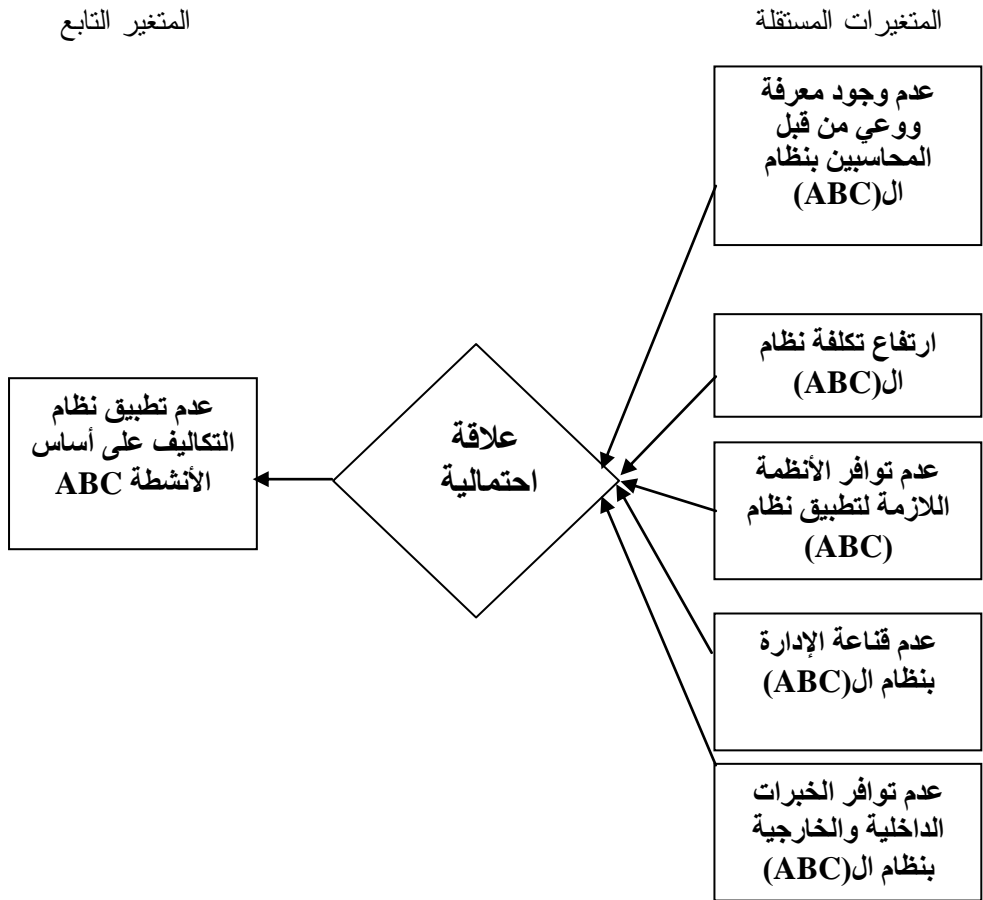 المتغيرات المستقلة
المتغير التابع
عدم وجود معرفة
ووعي من قبل
المحاسبين بنظام
ال(ABC)
ارتفاع تكلفة نظام
ال(ABC)
عدم توافر الأنظمة
اللازمة لتطبيق نظام
(ABC)
عدم قناعة الإدارة
بنظام ال(ABC)
عدم توافر الخبرات
الداخلية والخارجية
بنظام ال(ABC)
علاقة
احتمالية
عدم تطبيق نظام
التكاليف على أساس
الأنشطة ABC